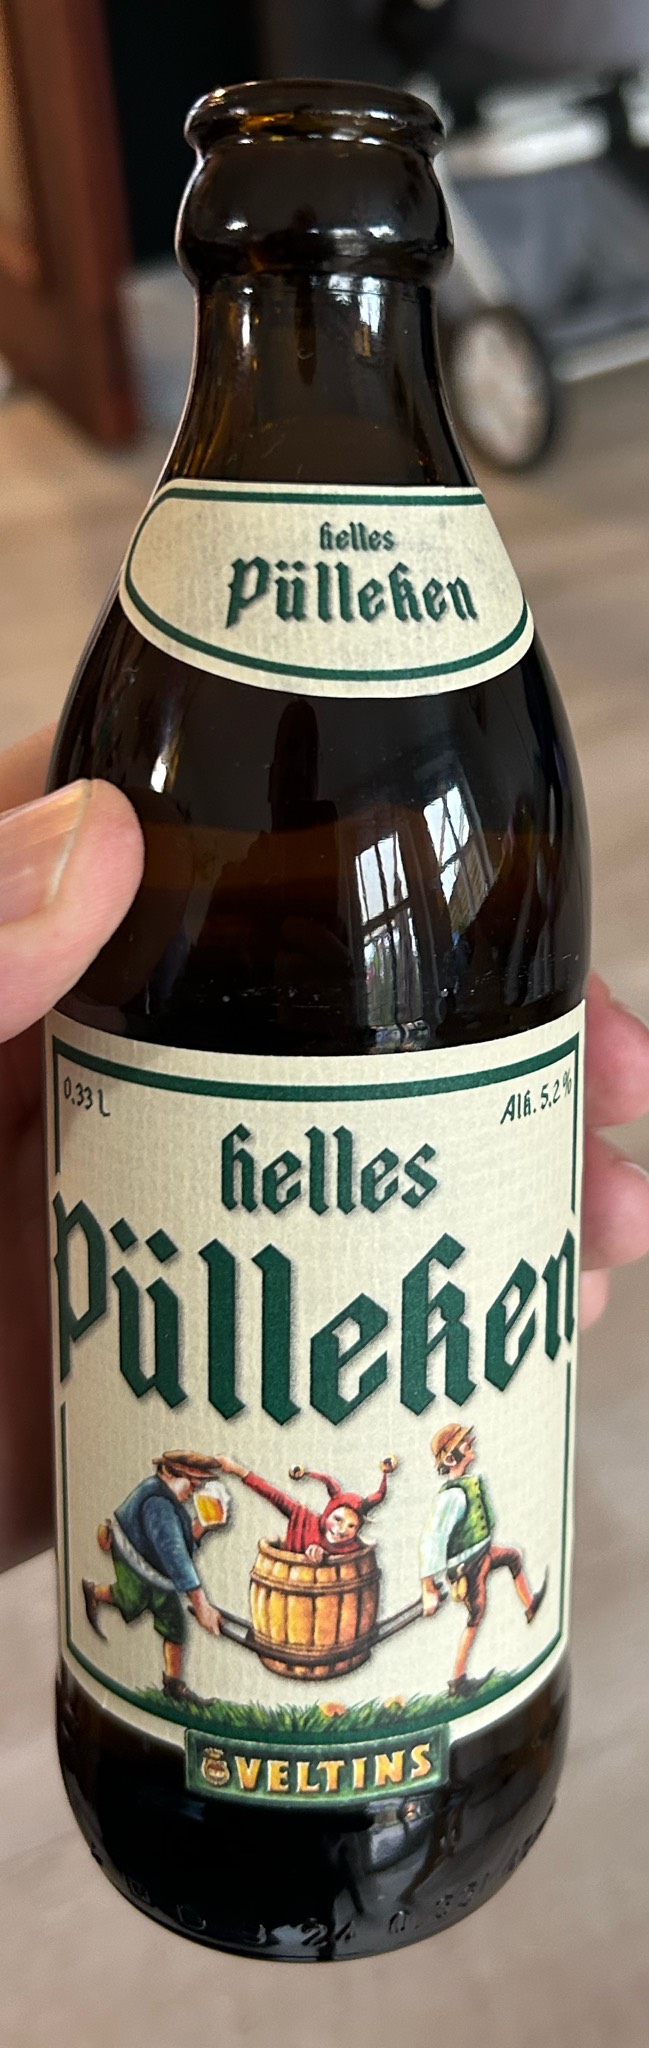 helles
Pülleken
0.33 L
Alk. 5.2%
helles
Pülleken
VELTINS